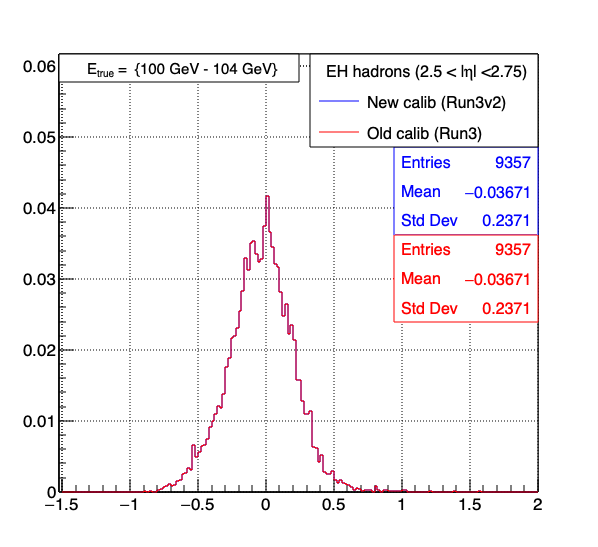 E_true = {100 GeV - 104 GeV}
EH hadrons (2.5 < |η| <2.75)
New calib (Run3v2)
Old calib (Run3)
Entries 9357
Mean −0.03671
Std Dev 0.2371
Entries 9357
Mean −0.03671
Std Dev 0.2371
0.06
0.05
0.04
0.03
0.02
0.01
0
−1.5 −1 −0.5 0 0.5 1 1.5 2